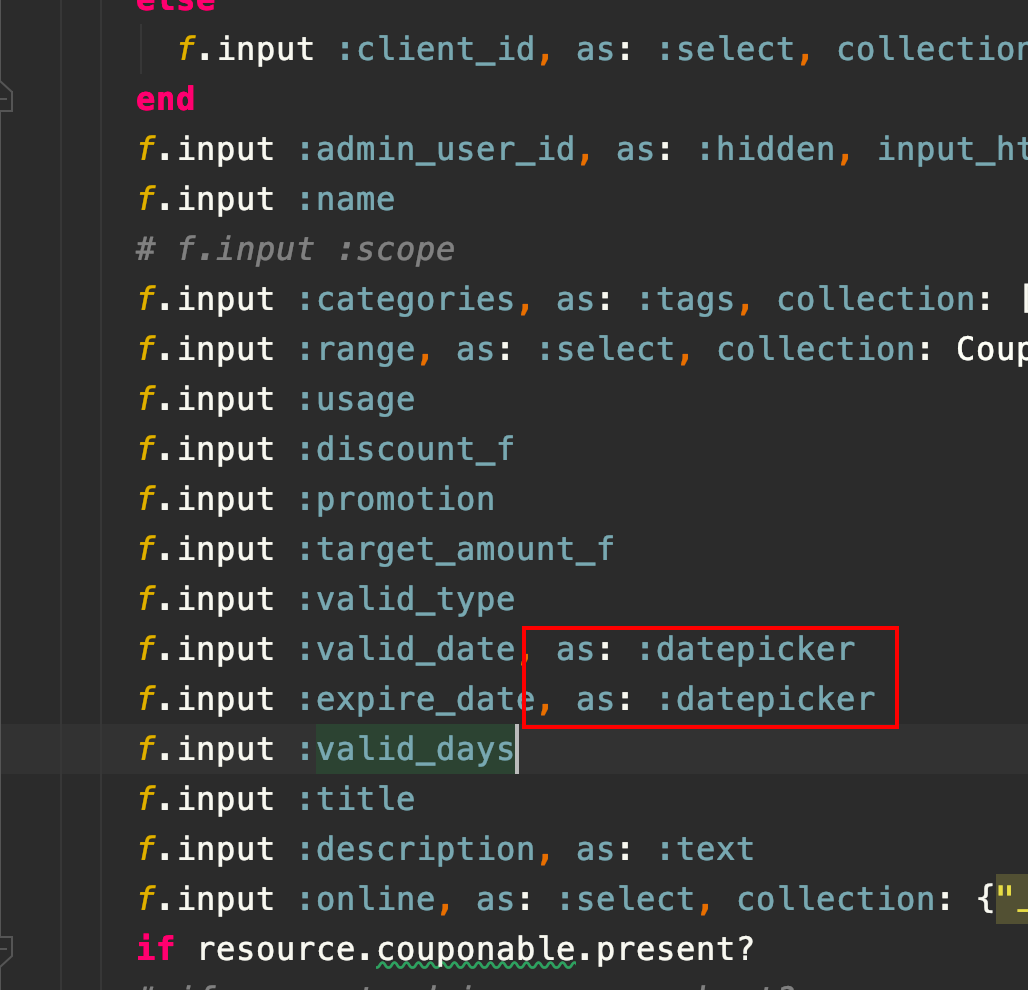 else
f.input :client_id, as: :select, collection
end
f.input :admin_user_id, as: :hidden, input_ht
f.input :name
# f.input :scope
f.input :categories, as: :tags, collection: [
f.input :range, as: :select, collection: Coup
f.input :usage
f.input :discount_f
f.input :promotion
f.input :target_amount_f
f.input :valid_type
f.input :valid_date, as: :datepicker
f.input :expire_date, as: :datepicker
f.input :valid_days
f.input :title
f.input :description, as: :text
f.input :online, as: :select, collection: {"_
if resource.couponable.present?